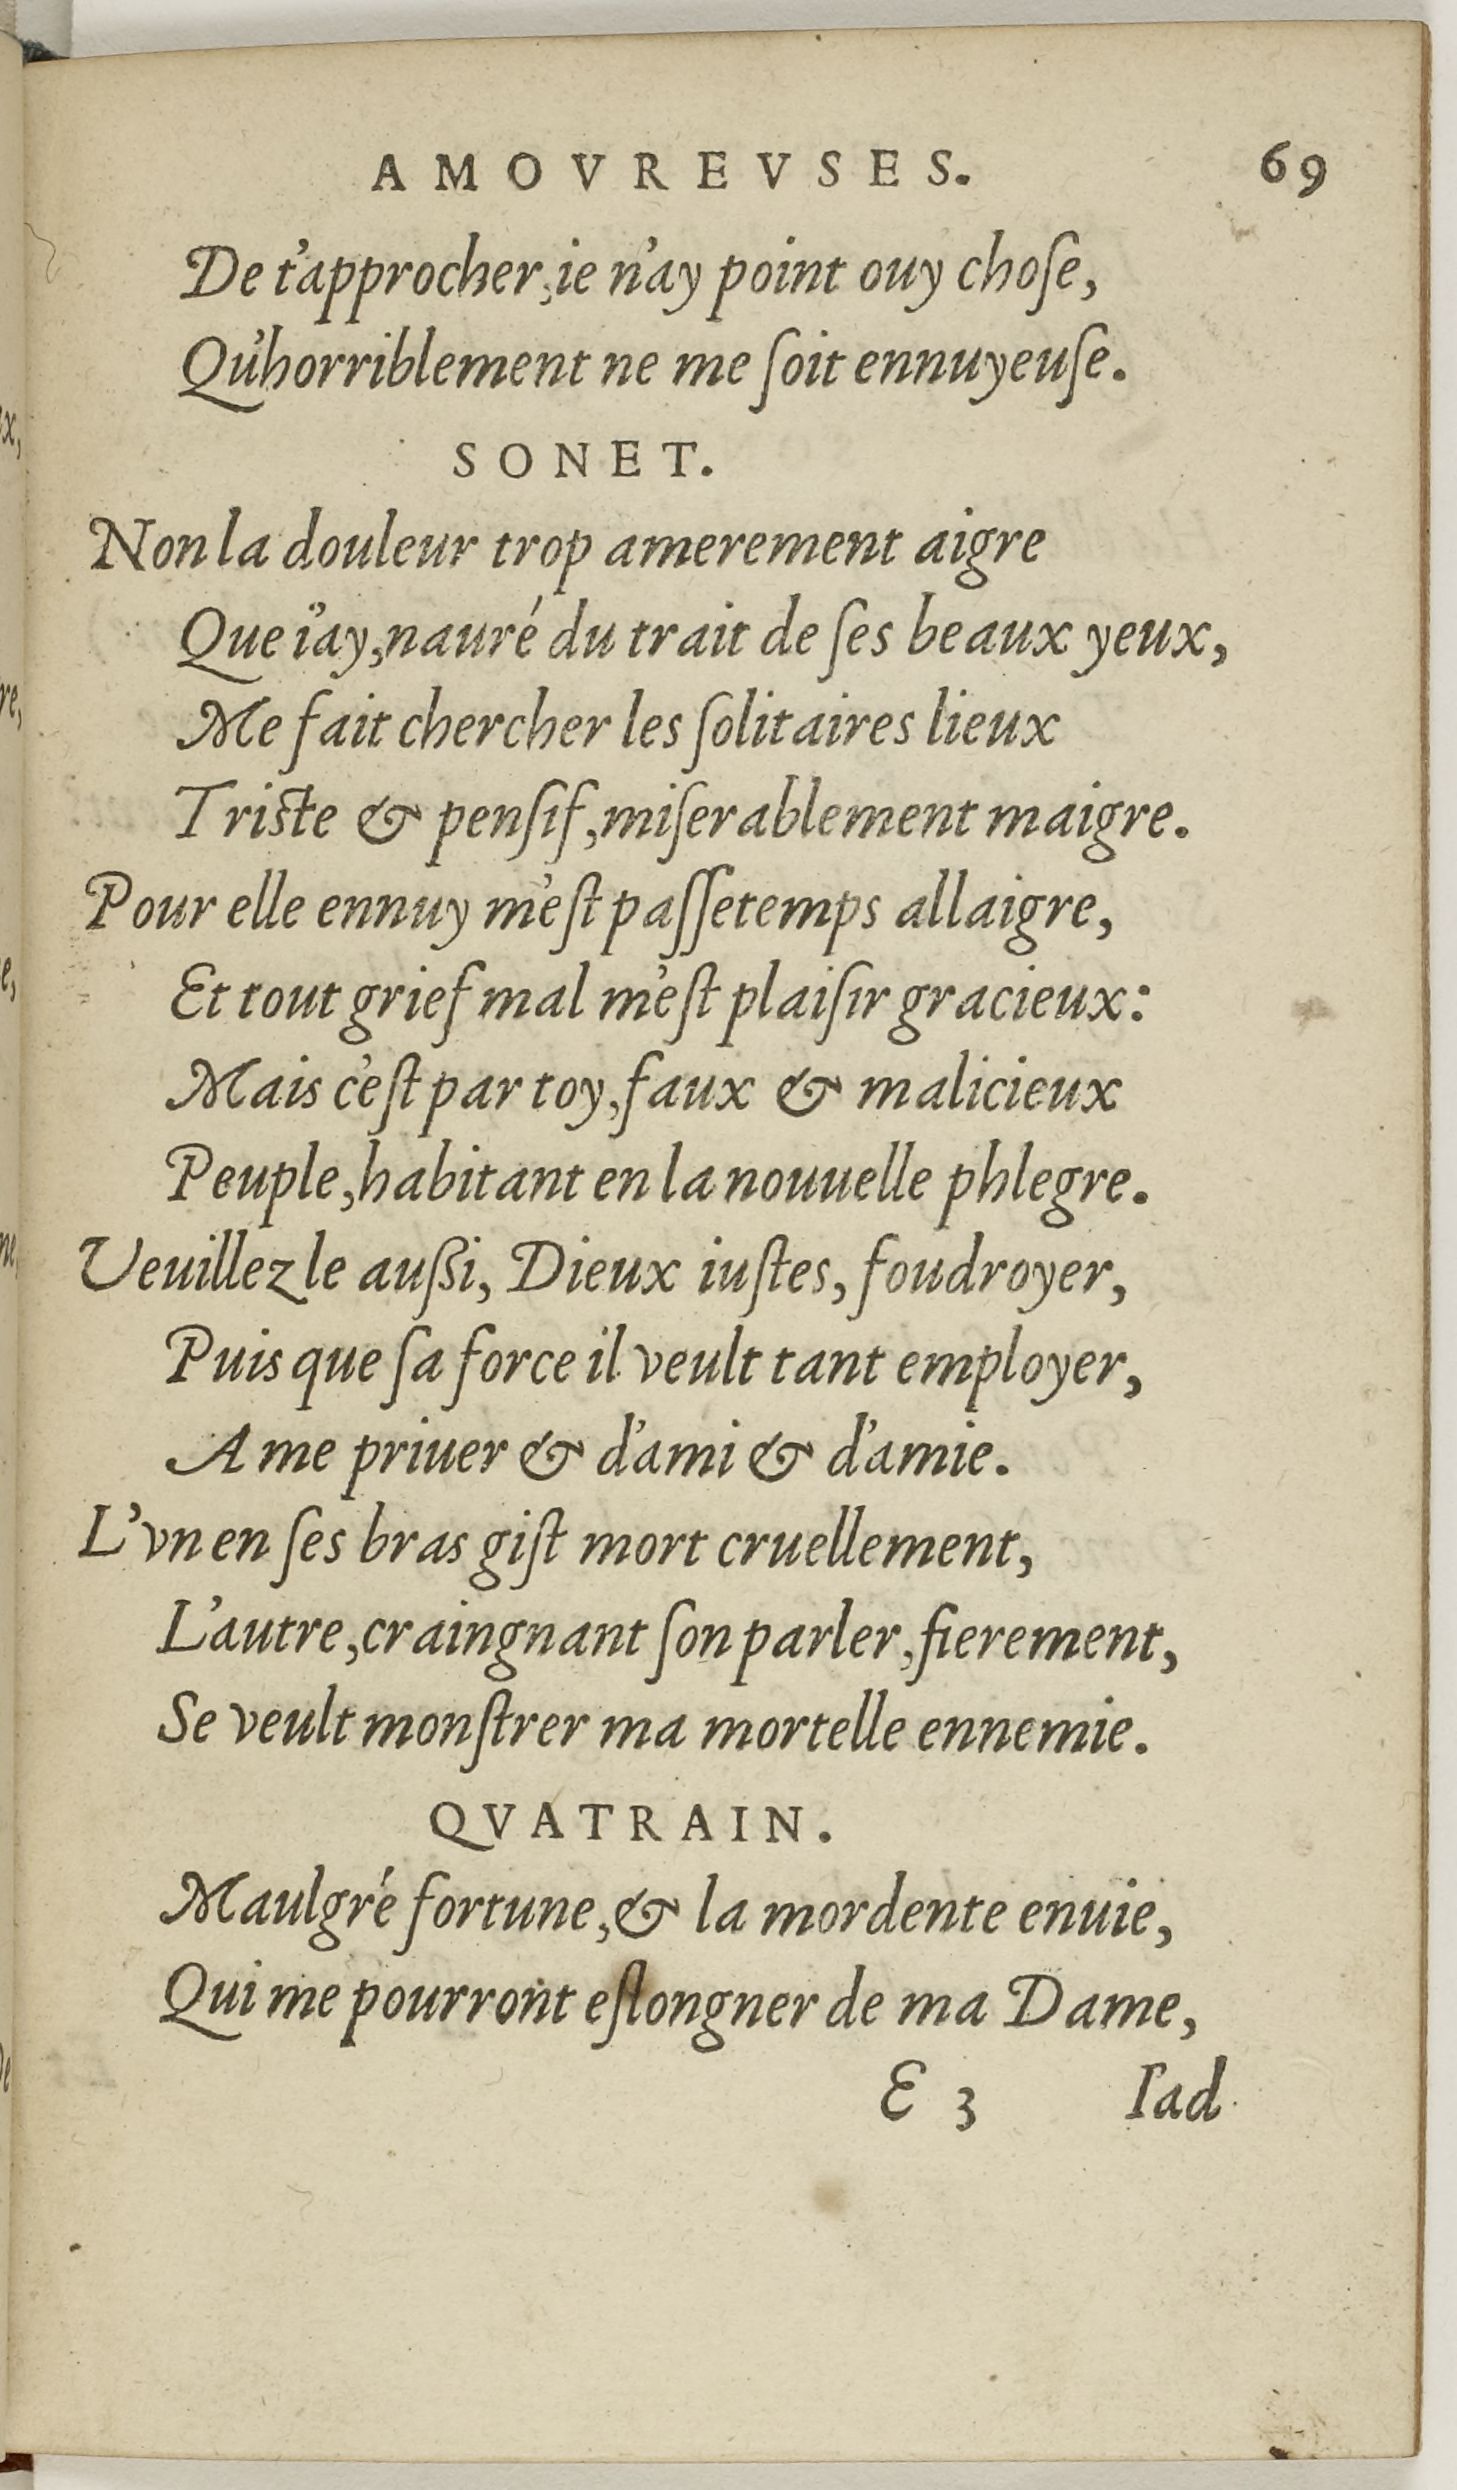 AMOVREVSES. 69
De t'approcher, ie n'ay point ouy choſe,
Qu'horriblement ne me ſoit ennuyeuſe.
SONET.
Non la douleur trop amerement aigre
Que i'ay, nauré du trait de ſes beaux yeux,
Me fait chercher les ſolitaires lieux
Triſte & penſif, miſerablement maigre.
Pour elle ennuy m'eſt paſſetemps allaigre,
Et tout grief mal m'eſt plaiſir gracieux:
Mais c'eſt par toy, faux & malicieux
Peuple, habitant en la nouuelle phlegre.
Veuillez le außi, Dieux iuſtes, foudroyer,
Puis que ſa force il veult tant employer,
A me priuer & d'ami & d'amie.
L'vn en ſes bras giſt mort cruellement,
L'autre, craingnant ſon parler, fierement,
Se veult monſtrer ma mortelle ennemie.
QVATRAIN.
Maulgré fortune, & la mordente enuie,
Qui me pourront eſlongner de ma Dame,
E 3 I'ad